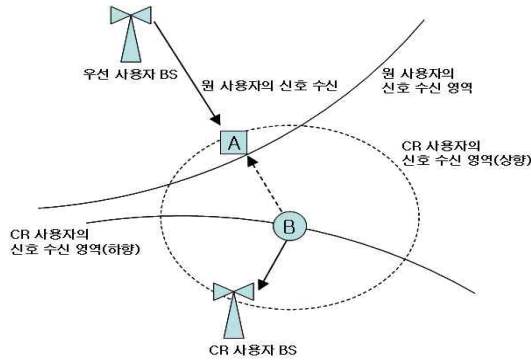 우선 사용자 BS
원 사용자의 신호 수신
원 사용자의
신호 수신 영역
A
CR 사용자의
신호 수신 영역(상향)
CR 사용자의
신호 수신 영역(하향)
B
CR 사용자 BS